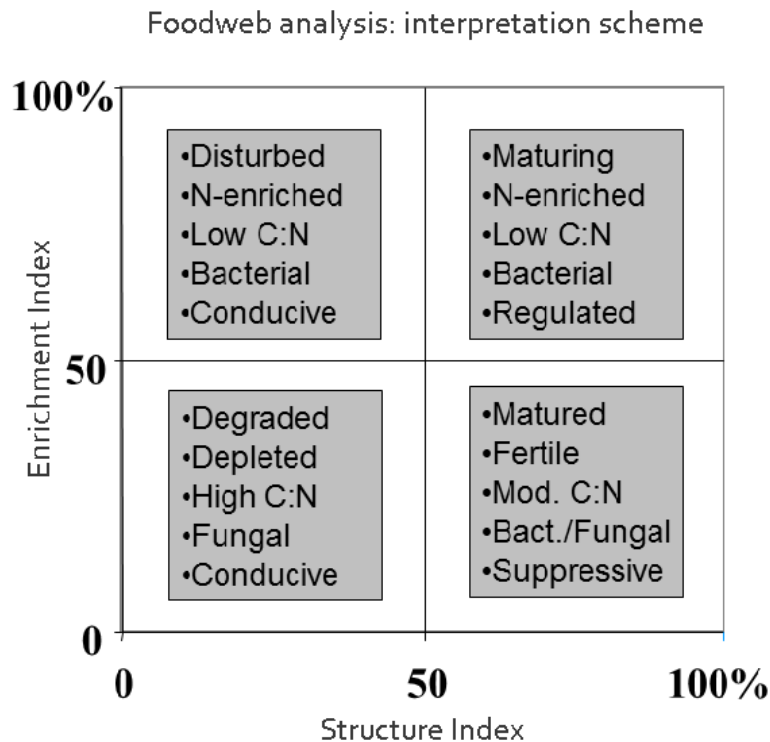 Foodweb analysis: interpretation scheme
100%
•Disturbed
•N-enriched
•Low C:N
•Bacterial
•Conducive
•Maturing
•N-enriched
•Low C:N
•Bacterial
•Regulated
Enrichment Index
50
•Degraded
•Depleted
•High C:N
•Fungal
•Conducive
•Matured
•Fertile
•Mod. C:N
•Bact./Fungal
•Suppressive
0
0 50 100%
Structure Index